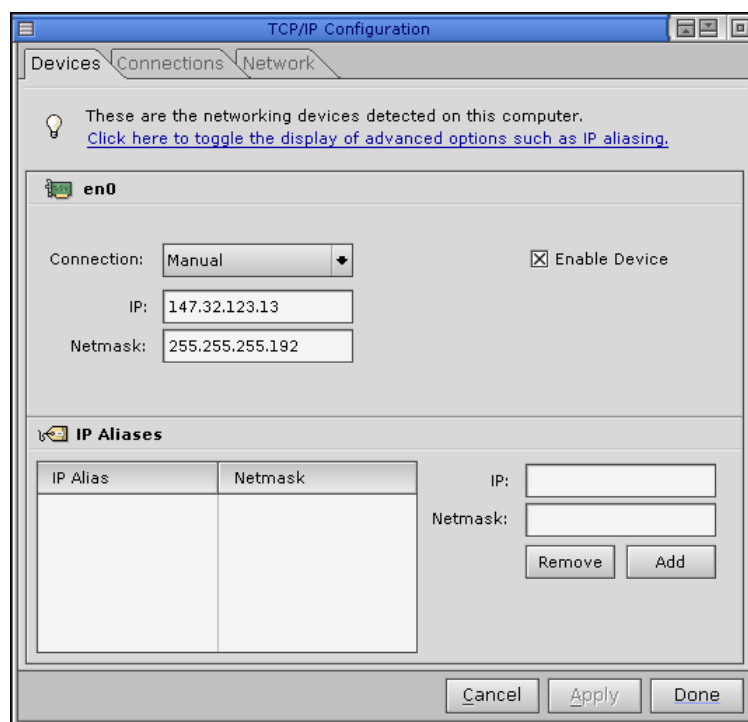 TCP/IP Configuration
Devices Connections Network
These are the networking devices detected on this computer.
Click here to toggle the display of advanced options such as IP aliasing.
en0
Connection: Manual Enable Device
IP: 147.32.123.13
Netmask: 255.255.255.192
IP Aliases
IP Alias Netmask IP:
Netmask:
Remove Add
Cancel Apply Done